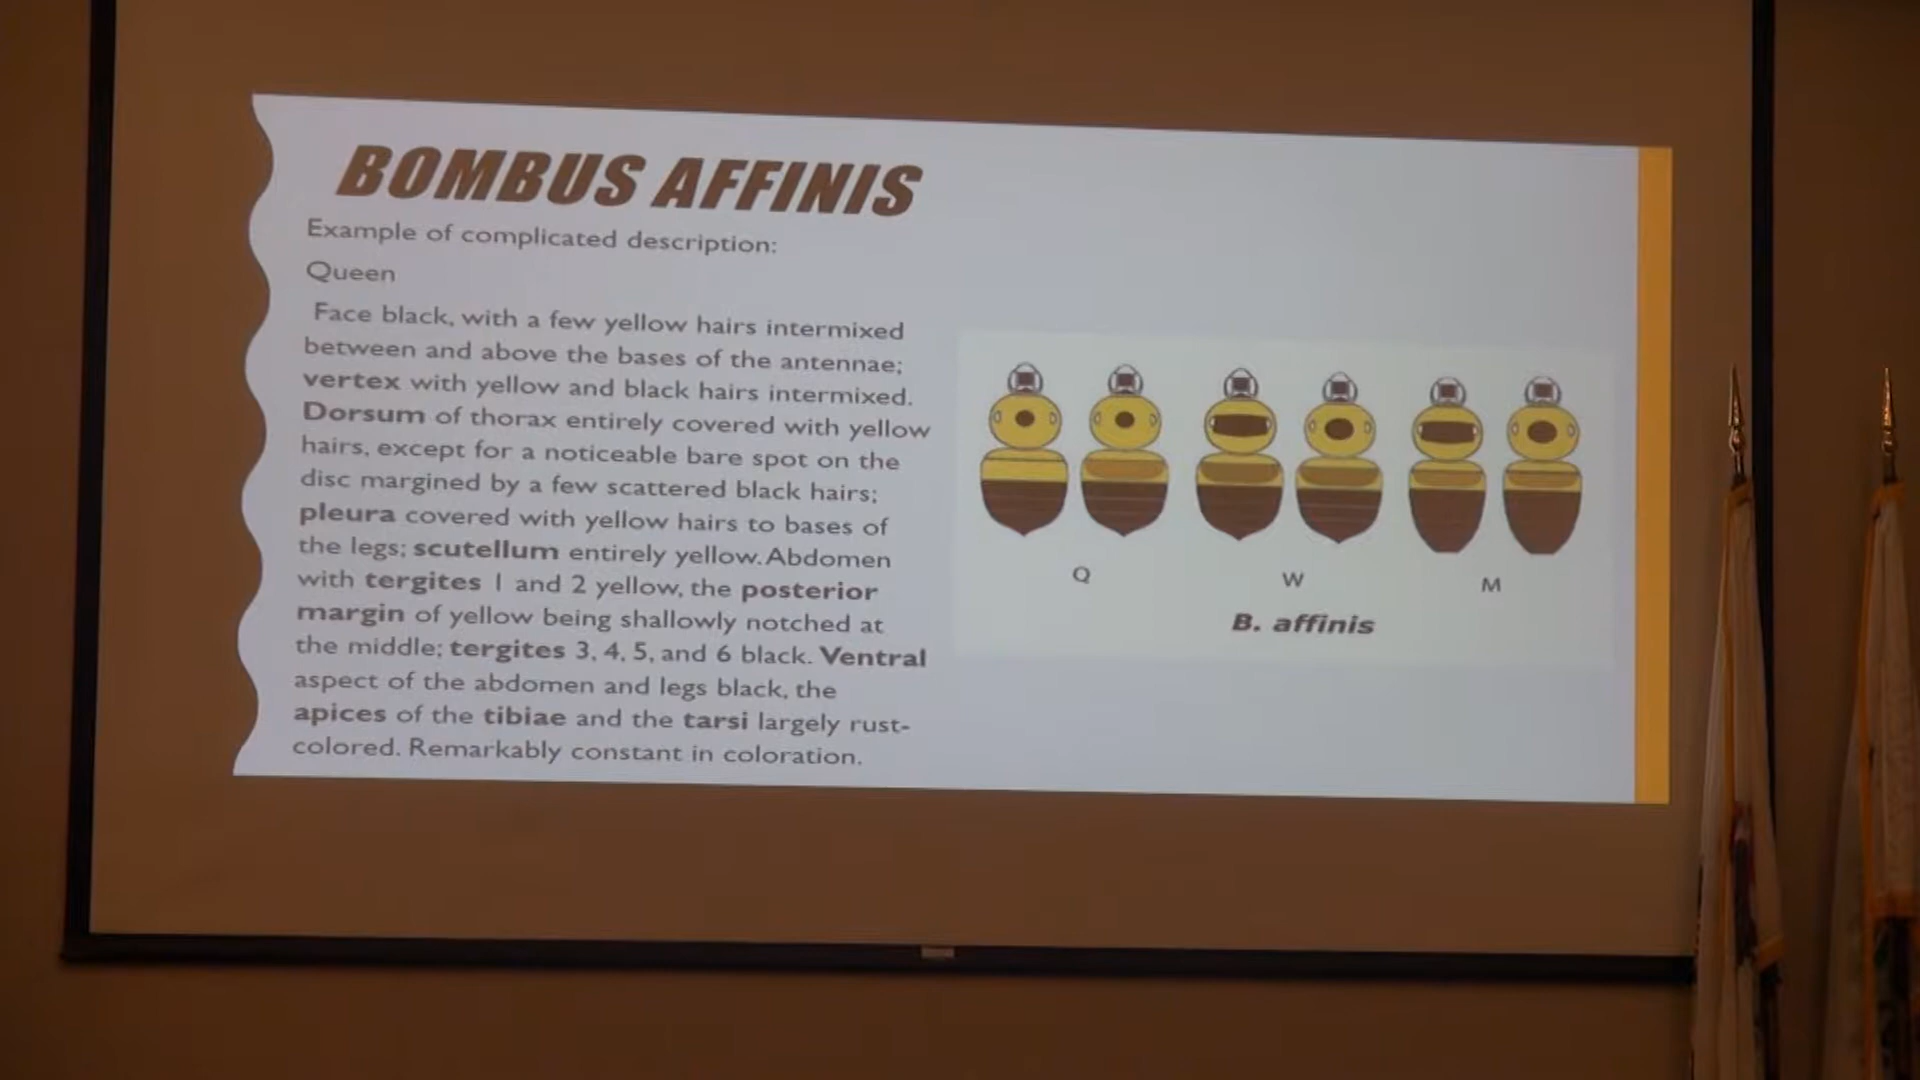 BOMBUS AFFINIS
Example of complicated description:
Queen
Face black, with a few yellow hairs intermixed
between and above the bases of the antennae;
vertex with yellow and black hairs intermixed.
Dorsum of thorax entirely covered with yellow
hairs, except for a noticeable bare spot on the
disc margined by a few scattered black hairs;
pleura covered with yellow hairs to bases of
the legs; scutellum entirely yellow. Abdomen
with tergites 1 and 2 yellow, the posterior
margin of yellow being shallowly notched at
the middle; tergites 3, 4, 5, and 6 black. Ventral
aspect of the abdomen and legs black, the
apices of the tibiae and the tarsi largely rust-
colored. Remarkably constant in coloration.
Q W M
B. affinis